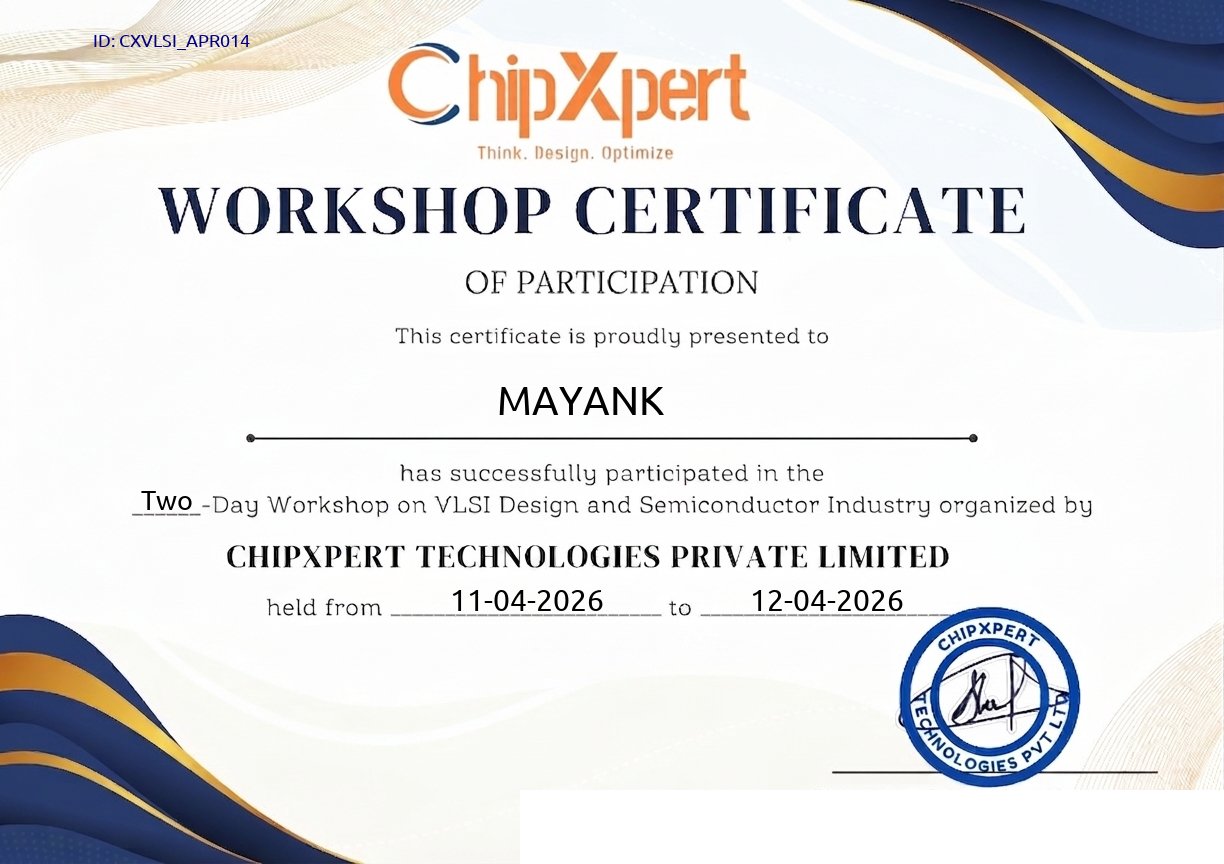 ID: CXVLSI_APR014
ChipXpert
Think. Design. Optimize
WORKSHOP CERTIFICATE
OF PARTICIPATION
This certificate is proudly presented to
MAYANK
has successfully participated in the
Two-Day Workshop on VLSI Design and Semiconductor Industry organized by
CHIPXPERT TECHNOLOGIES PRIVATE LIMITED
held from 11-04-2026 to 12-04-2026
CHIPXPERT
TECHNOLOGIES PVT LTD